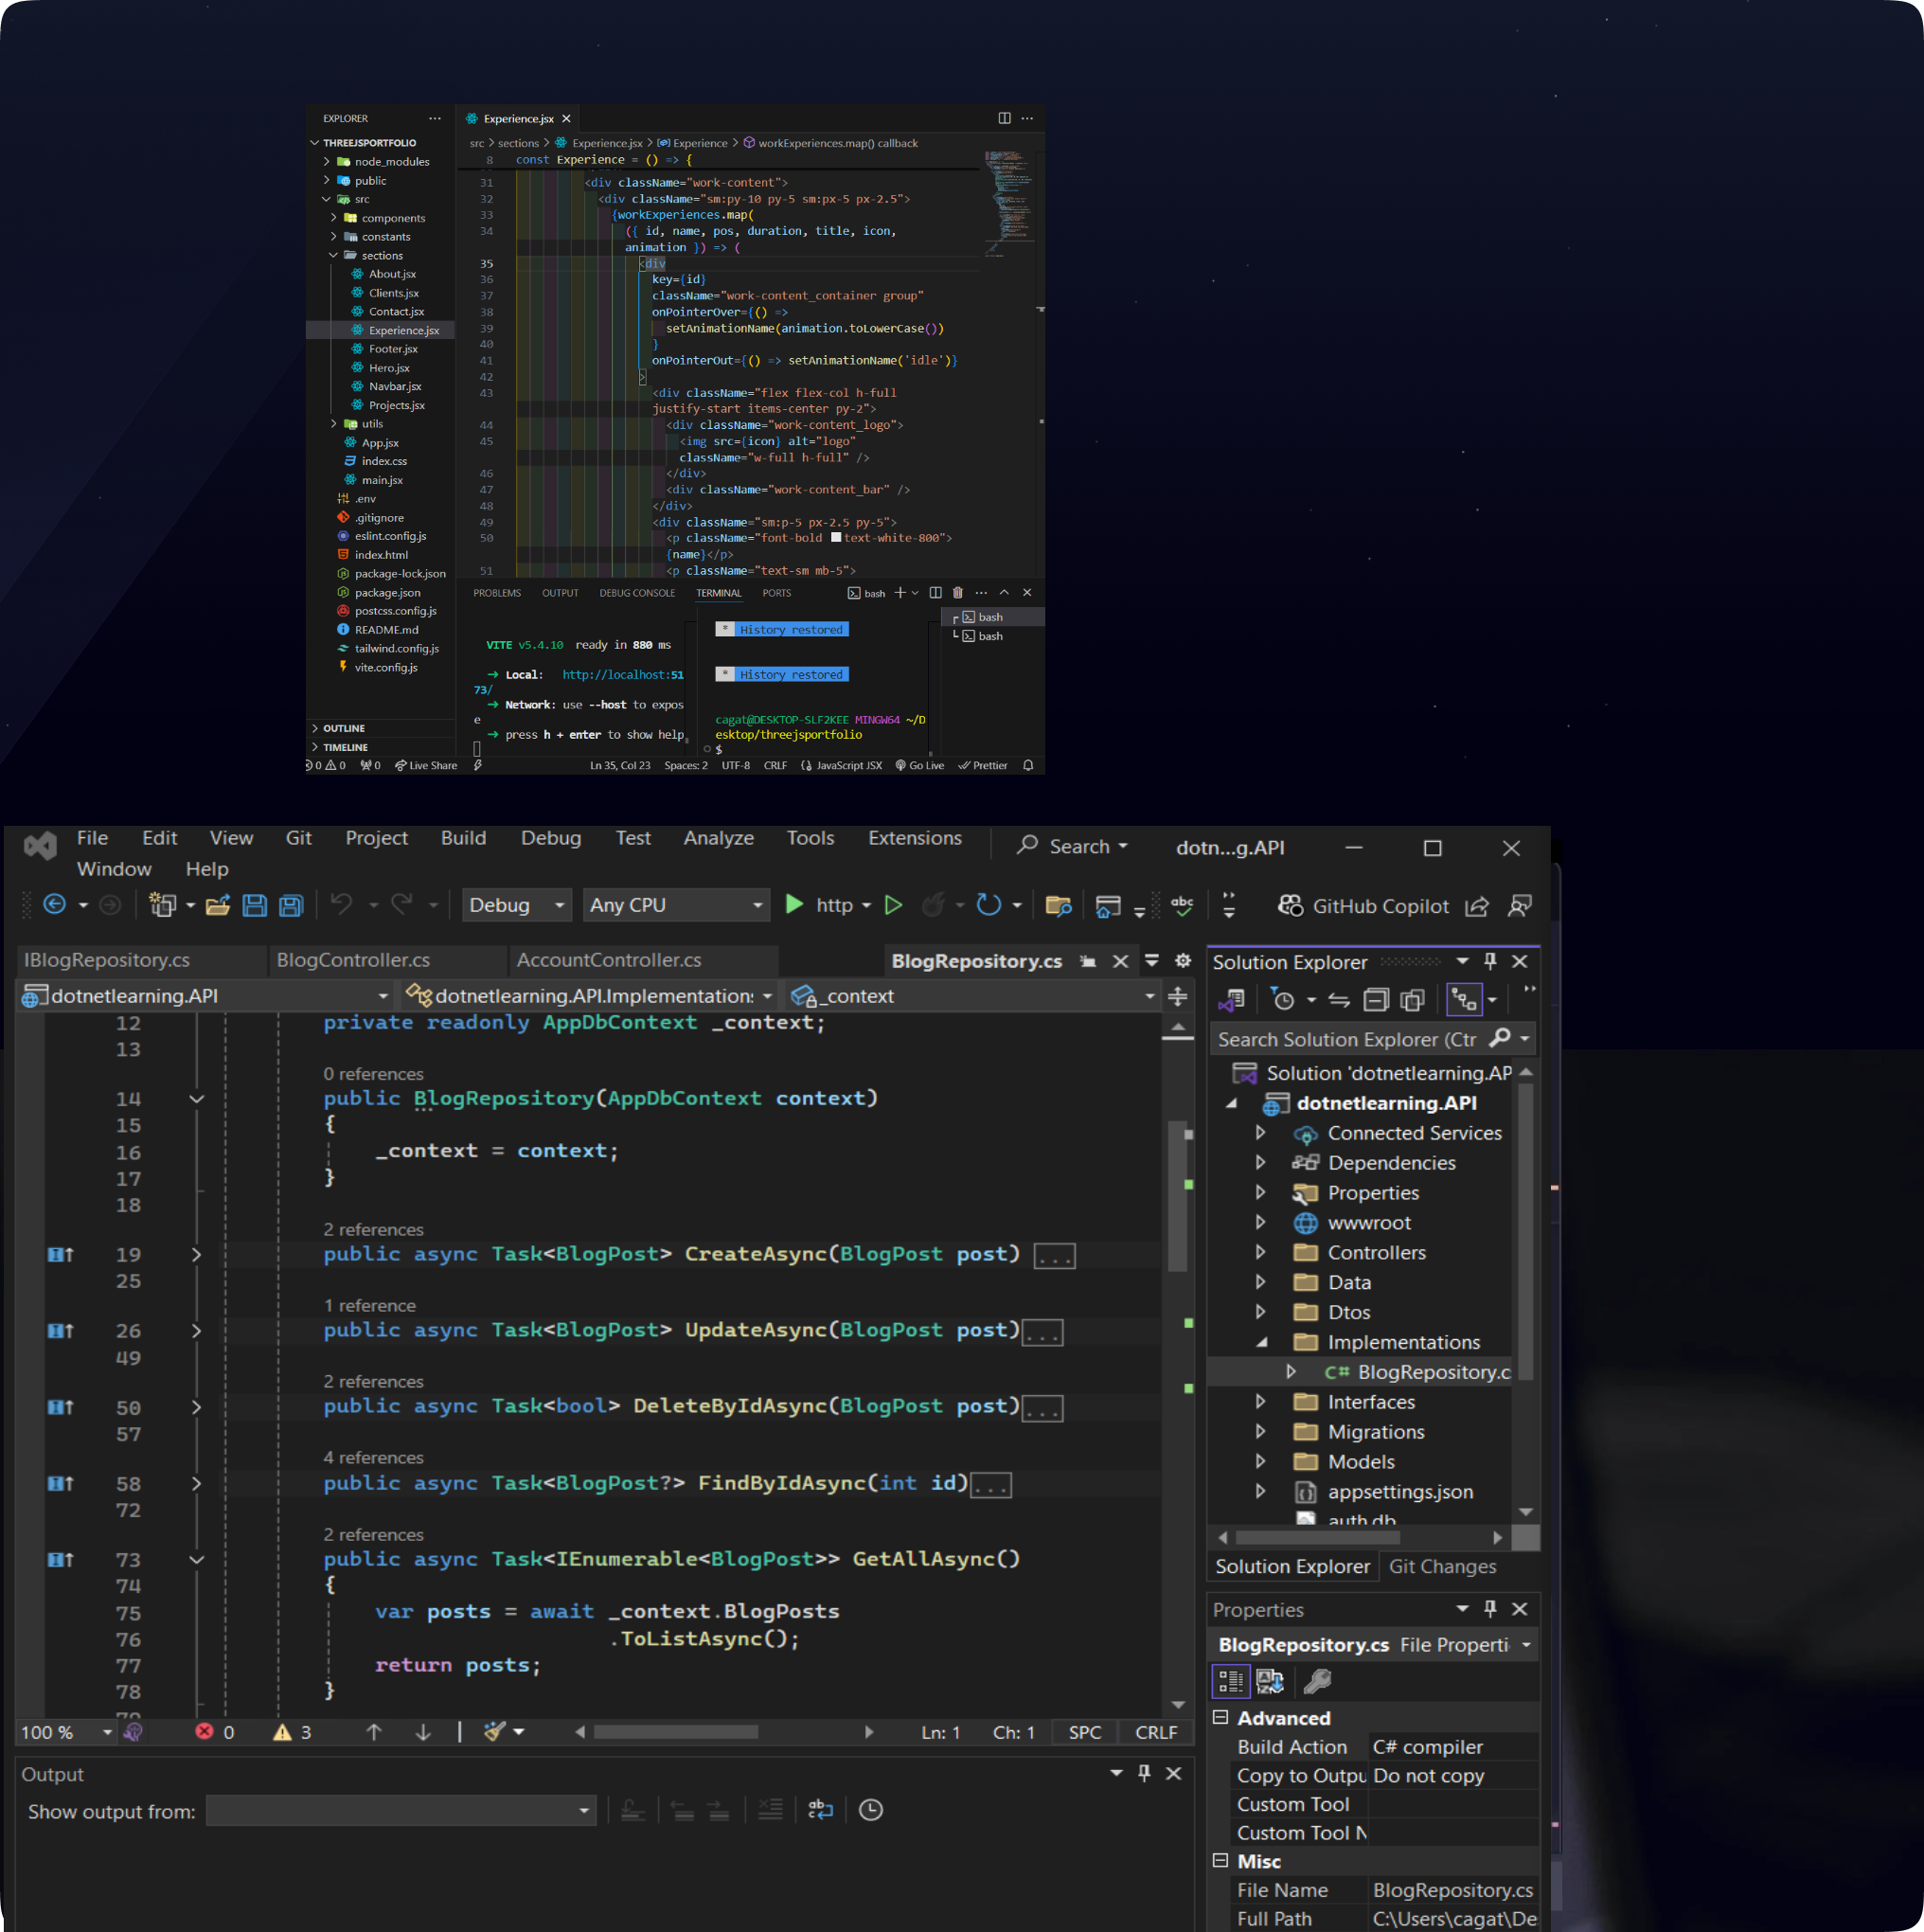 EXPLORER
THREEJSPORTFOLIO
node_modules
public
src
components
constants
sections
About.jsx
Clients.jsx
Contact.jsx
Experience.jsx
Footer.jsx
Hero.jsx
Navbar.jsx
Projects.jsx
utils
App.jsx
index.css
main.jsx
.env
.gitignore
eslint.config.js
index.html
package-lock.json
package.json
postcss.config.js
README.md
tailwind.config.js
vite.config.js
OUTLINE
TIMELINE
Experience.jsx
src > sections > Experience.jsx > Experience > workExperiences.map() callback
8 const Experience = () => {
31 <div className="work-content">
32 <div className="sm:py-10 py-5 sm:px-5 px-2.5">
33 {workExperiences.map(
34 ({ id, name, pos, duration, title, icon,
animation }) => (
35 <div
36 key={id}
37 className="work-content_container group"
38 onPointerOver={() =>
39 setAnimationName(animation.toLowerCase())
40 }
41 onPointerOut={() => setAnimationName('idle')}
42 >
43 <div className="flex flex-col h-full
justify-start items-center py-2">
44 <div className="work-content_logo">
45 <img src={icon} alt="logo"
className="w-full h-full" />
46 </div>
47 <div className="work-content_bar" />
48 </div>
49 <div className="sm:p-5 px-2.5 py-5">
50 <p className="font-bold text-white-800">
{name}</p>
51 <p className="text-sm mb-5">
PROBLEMS OUTPUT DEBUG CONSOLE TERMINAL PORTS bash
VITE v5.4.10 ready in 880 ms
➜ Local: http://localhost:51
73/
➜ Network: use --host to expos
e
➜ press h + enter to show help
* History restored
* History restored
cagat@DESKTOP-SLF2KEE MINGW64 ~/D
esktop/threejsportfolio
$
bash
bash
0 0 0 Live Share Ln 35, Col 23 Spaces: 2 UTF-8 CRLF JavaScript JSX Go Live Prettier
File Edit View Git Project Build Debug Test Analyze Tools Extensions Search dotn...g.API
Window Help
Debug Any CPU http GitHub Copilot
IBlogRepository.cs BlogController.cs AccountController.cs BlogRepository.cs
dotnetlearning.API dotnetlearning.API.Implementation: _context
12 private readonly AppDbContext _context;
13
0 references
14 public BlogRepository(AppDbContext context)
15 {
16 _context = context;
17 }
18
2 references
19 public async Task<BlogPost> CreateAsync(BlogPost post) ...
25
1 reference
26 public async Task<BlogPost> UpdateAsync(BlogPost post)...
49
2 references
50 public async Task<bool> DeleteByIdAsync(BlogPost post)...
57
4 references
58 public async Task<BlogPost?> FindByIdAsync(int id)...
72
2 references
73 public async Task<IEnumerable<BlogPost>> GetAllAsync()
74 {
75 var posts = await _context.BlogPosts
76 .ToListAsync();
77 return posts;
78 }
100 % 0 3 Ln: 1 Ch: 1 SPC CRLF
Output
Show output from:
Solution Explorer
Search Solution Explorer (Ctr
Solution 'dotnetlearning.AP
dotnetlearning.API
Connected Services
Dependencies
Properties
wwwroot
Controllers
Data
Dtos
Implementations
C# BlogRepository.c
Interfaces
Migrations
Models
appsettings.json
auth.db
Solution Explorer Git Changes
Properties
BlogRepository.cs File Properti
Advanced
Build Action C# compiler
Copy to Outpu Do not copy
Custom Tool
Custom Tool N
Misc
File Name BlogRepository.cs
Full Path C:\Users\cagat\De